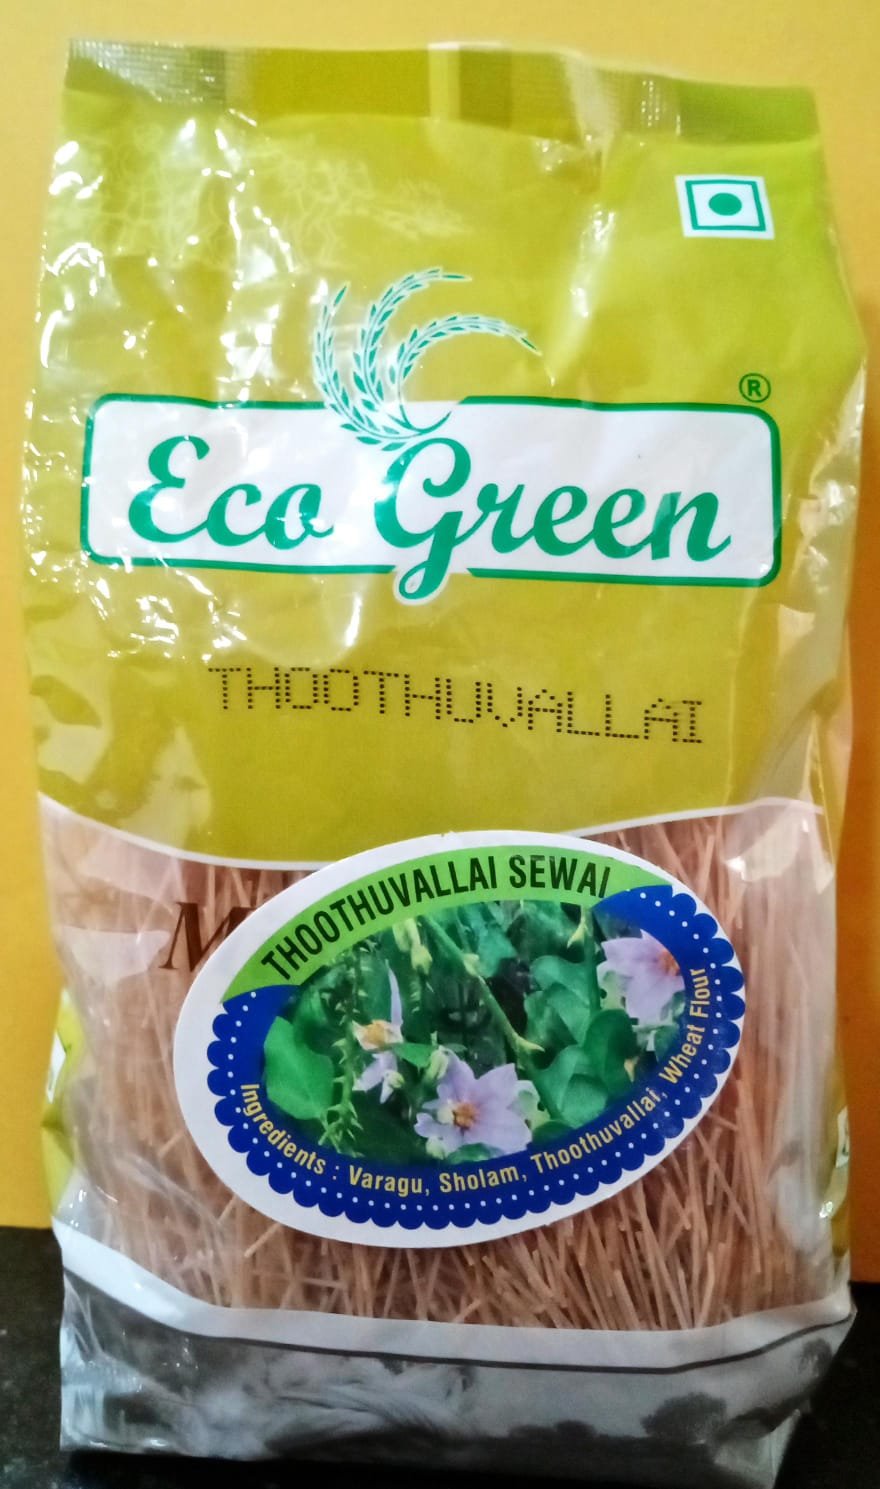 ®
Eco Green
THOOTHUVALLAI
THOOTHUVALLAI SEWAI
Ingredients : Varagu, Sholam, Thoothuvallai, Wheat Flour